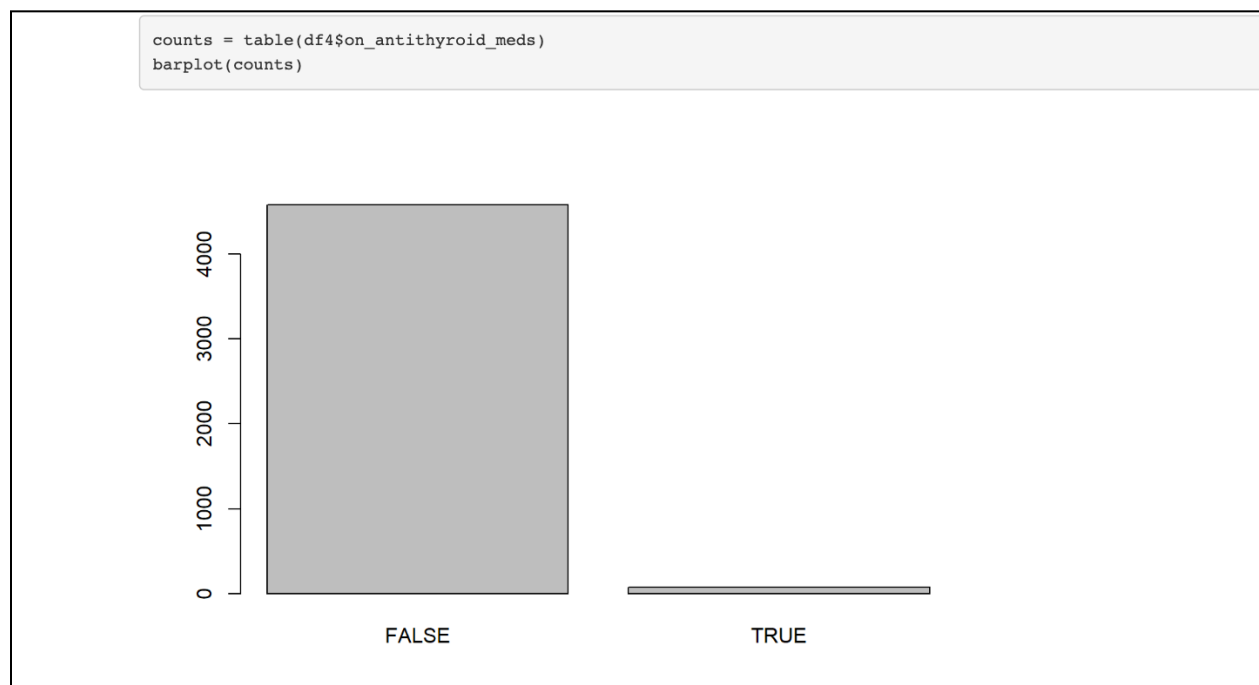 counts = table(df4$on_antithyroid_meds)
barplot(counts)
4000
3000
2000
1000
0
FALSE TRUE